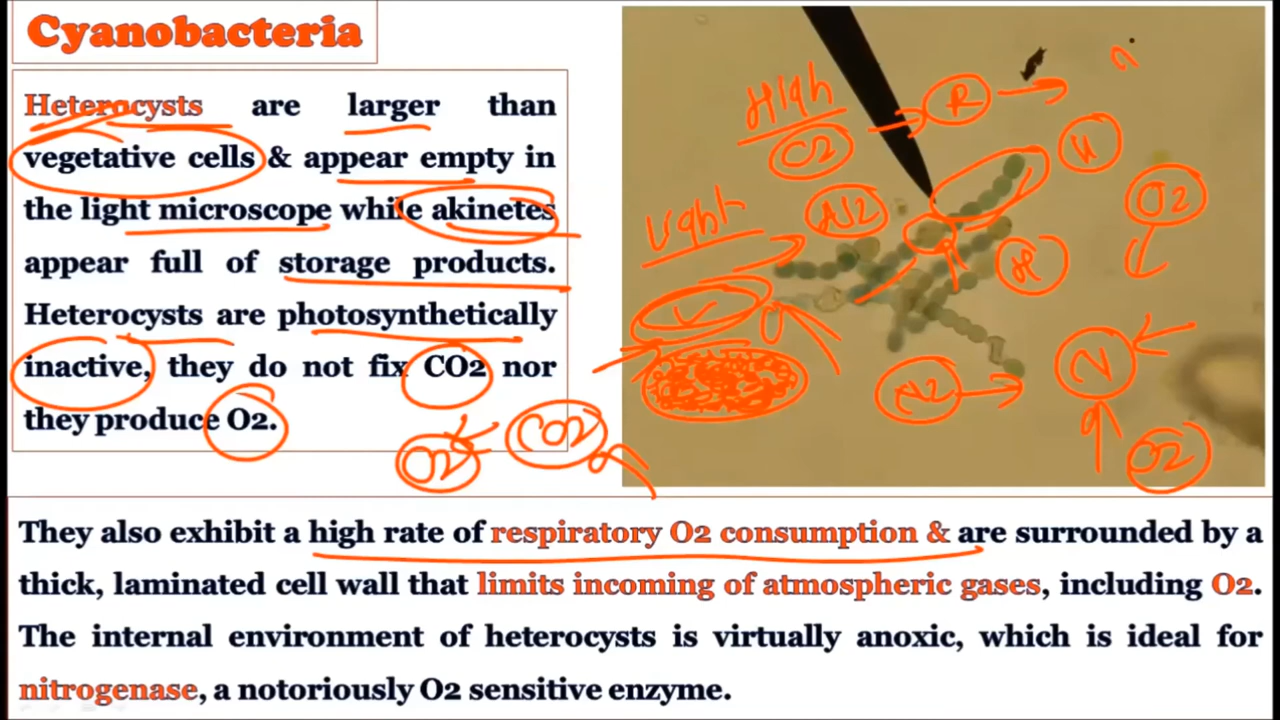 Cyanobacteria
Heterocysts are larger than
vegetative cells & appear empty in
the light microscope while akinetes
appear full of storage products.
Heterocysts are photosynthetically
inactive, they do not fix CO2 nor
they produce O2.
O2
CO2
High
R
N2
H
O2
Light
V
H
N2
N
O2
They also exhibit a high rate of respiratory O2 consumption & are surrounded by a
thick, laminated cell wall that limits incoming of atmospheric gases, including O2.
The internal environment of heterocysts is virtually anoxic, which is ideal for
nitrogenase, a notoriously O2 sensitive enzyme.